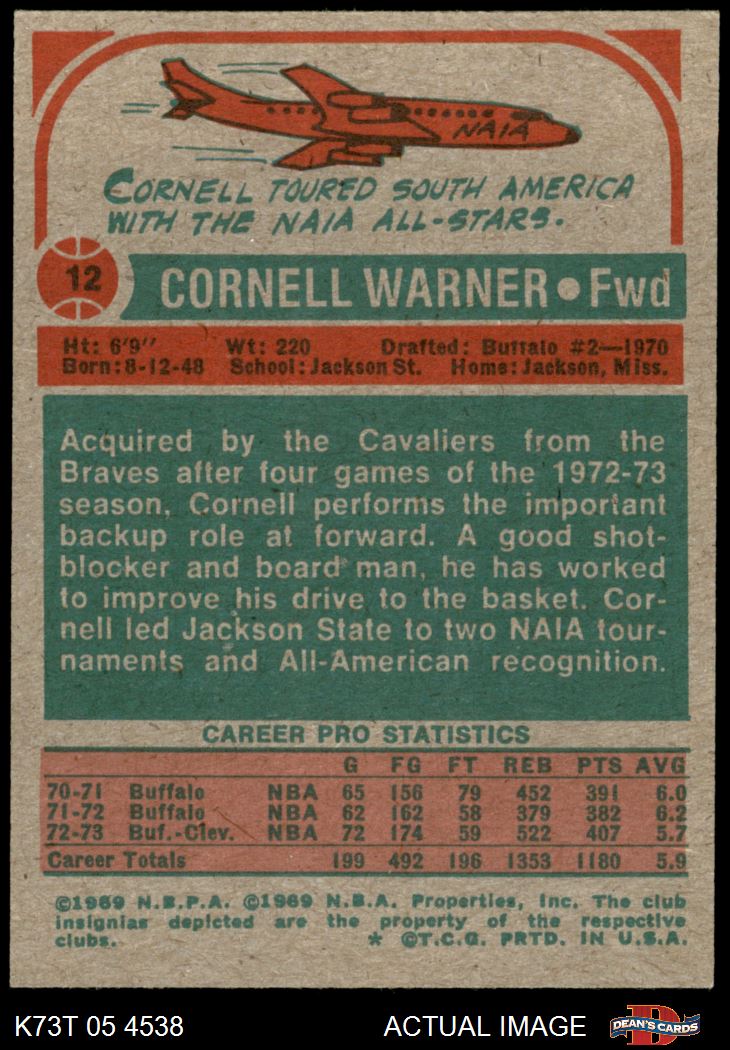 NAIA
CORNELL TOURED SOUTH AMERICA
WITH THE NAIA ALL-STARS.
12
CORNELL WARNER • Fwd
Ht: 6'9" Wt: 220 Drafted: Buffalo #2—1970
Born: 8-12-48 School: Jackson St. Home: Jackson, Miss.
Acquired by the Cavaliers from the
Braves after four games of the 1972-73
season, Cornell performs the important
backup role at forward. A good shot-
blocker and board man, he has worked
to improve his drive to the basket. Cor-
nell led Jackson State to two NAIA tour-
naments and All-American recognition.
CAREER PRO STATISTICS
G FG FT REB PTS AVG
70-71 Buffalo NBA 65 156 79 452 391 6.0
71-72 Buffalo NBA 62 162 58 379 382 6.2
72-73 Buf.-Clev. NBA 72 174 59 522 407 5.7
Career Totals 199 492 196 1353 1180 5.9
©1969 N.B.P.A. ©1969 N.B.A. Properties, Inc. The club
insignias depicted are the property of the respective
clubs. * ©T.C.G. PRTD. IN U.S.A.
K73T 05 4538 ACTUAL IMAGE DEAN'S CARDS